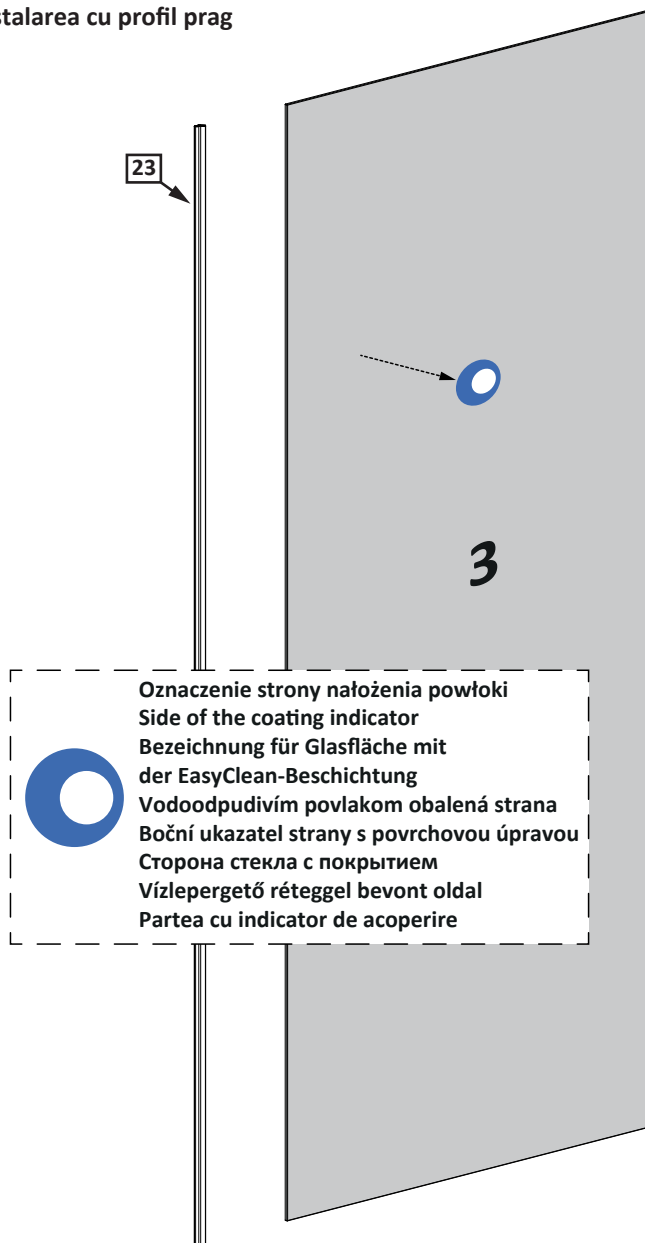 stalarea cu profil prag
23
3
Oznaczenie strony nałożenia powłoki
Side of the coating indicator
Bezeichnung für Glasfläche mit
der EasyClean-Beschichtung
Vodoodpudivím povlakom obalená strana
Boční ukazatel strany s povrchovou úpravou
Сторона стекла с покрытием
Vízlepergető réteggel bevont oldal
Partea cu indicator de acoperire